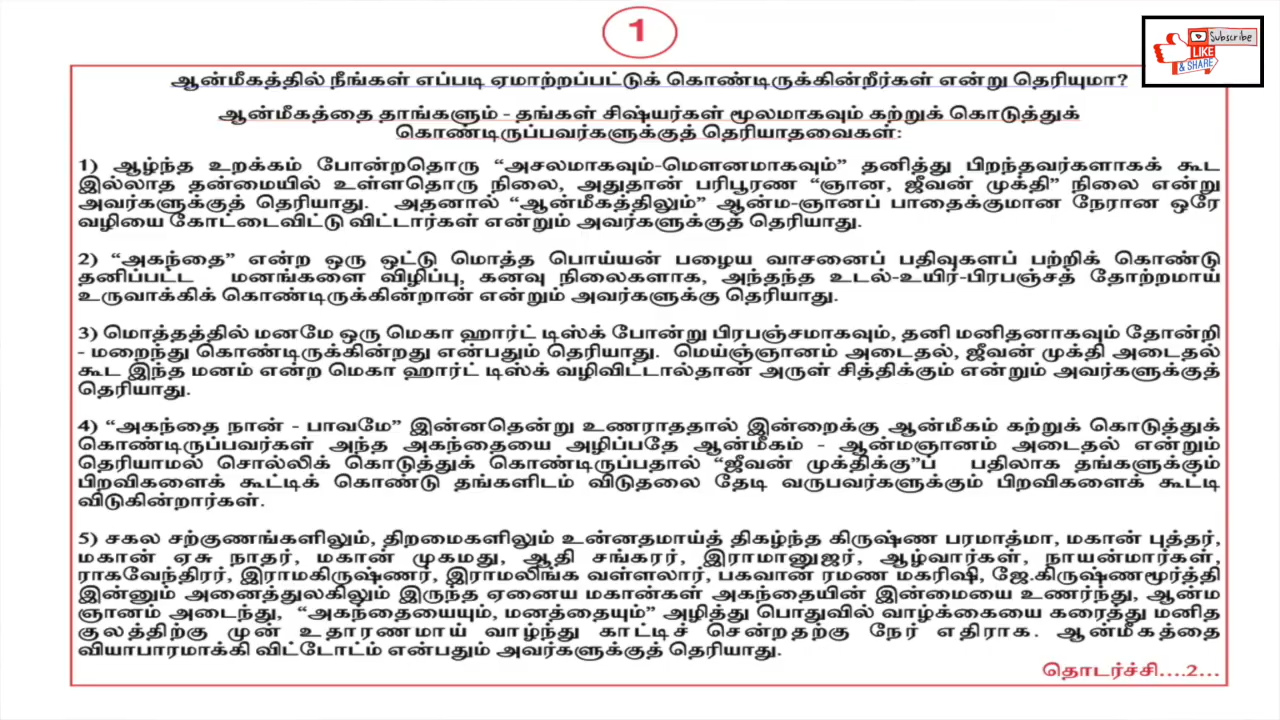 1
Subscribe
LIKE
& SHARE
ஆன்மீகத்தில் நீங்கள் எப்படி ஏமாற்றப்பட்டுக் கொண்டிருக்கின்றீர்கள் என்று தெரியுமா?
ஆன்மீகத்தை தாங்களும் - தங்கள் சிஷ்யர்கள் மூலமாகவும் கற்றுக் கொடுத்துக்
கொண்டிருப்பவர்களுக்குத் தெரியாதவைகள்:
1) ஆழ்ந்த உறக்கம் போன்றதொரு “அசலமாகவும்-மௌனமாகவும்” தனித்து பிறந்தவர்களாகக் கூட
இல்லாத தன்மையில் உள்ளதொரு நிலை, அதுதான் பரிபூரண “ஞான, ஜீவன் முக்தி” நிலை என்று
அவர்களுக்குத் தெரியாது. அதனால் “ஆன்மீகத்திலும்” ஆன்ம-ஞானப் பாதைக்குமான நேரான ஒரே
வழியை கோட்டைவிட்டு விட்டார்கள் என்றும் அவர்களுக்குத் தெரியாது.
2) “அகந்தை” என்ற ஒரு ஒட்டு மொத்த பொய்யன் பழைய வாசனைப் பதிவுகளப் பற்றிக் கொண்டு
தனிப்பட்ட மனங்களை விழிப்பு, கனவு நிலைகளாக, அந்தந்த உடல்-உயிர்-பிரபஞ்சத் தோற்றமாய்
உருவாக்கிக் கொண்டிருக்கின்றான் என்றும் அவர்களுக்கு தெரியாது.
3) மொத்தத்தில் மனமே ஒரு மெகா ஹார்ட் டிஸ்க் போன்று பிரபஞ்சமாகவும், தனி மனிதனாகவும் தோன்றி
- மறைந்து கொண்டிருக்கின்றது என்பதும் தெரியாது. மெய்ஞ்ஞானம் அடைதல், ஜீவன் முக்தி அடைதல்
கூட இந்த மனம் என்ற மெகா ஹார்ட் டிஸ்க் வழிவிட்டால்தான் அருள் சித்திக்கும் என்றும் அவர்களுக்குத்
தெரியாது.
4) “அகந்தை நான் - பாவமே” இன்னதென்று உணராததால் இன்றைக்கு ஆன்மீகம் கற்றுக் கொடுத்துக்
கொண்டிருப்பவர்கள் அந்த அகந்தையை அழிப்பதே ஆன்மீகம் - ஆன்மஞானம் அடைதல் என்றும்
தெரியாமல் சொல்லிக் கொடுத்துக் கொண்டிருப்பதால் “ஜீவன் முக்திக்கு”ப் பதிலாக தங்களுக்கும்
பிறவிகளைக் கூட்டிக் கொண்டு தங்களிடம் விடுதலை தேடி வருபவர்களுக்கும் பிறவிகளைக் கூட்டி
விடுகின்றார்கள்.
5) சகல சற்குணங்களிலும், திறமைகளிலும் உன்னதமாய்த் திகழ்ந்த கிருஷ்ண பரமாத்மா, மகான் புத்தர்,
மகான் ஏசு நாதர், மகான் முகமது, ஆதி சங்கரர், இராமானுஜர், ஆழ்வார்கள், நாயன்மார்கள்,
ராகவேந்திரர், இராமகிருஷ்ணர், இராமலிங்க வள்ளலார், பகவான் ரமண மகரிஷி, ஜே.கிருஷ்ணமூர்த்தி
இன்னும் அனைத்துலகிலும் இருந்த ஏனைய மகான்கள் அகந்தையின் இன்மையை உணர்ந்து, ஆன்ம
ஞானம் அடைந்து, “அகந்தையையும், மனத்தையும்” அழித்து பொதுவில் வாழ்க்கையை கரைத்து மனித
குலத்திற்கு முன் உதாரணமாய் வாழ்ந்து காட்டிச் சென்றதற்கு நேர் எதிராக. ஆன்மீகத்தை
வியாபாரமாக்கி விட்டோட்ம் என்பதும் அவர்களுக்குத் தெரியாது.
தொடர்ச்சி....2...